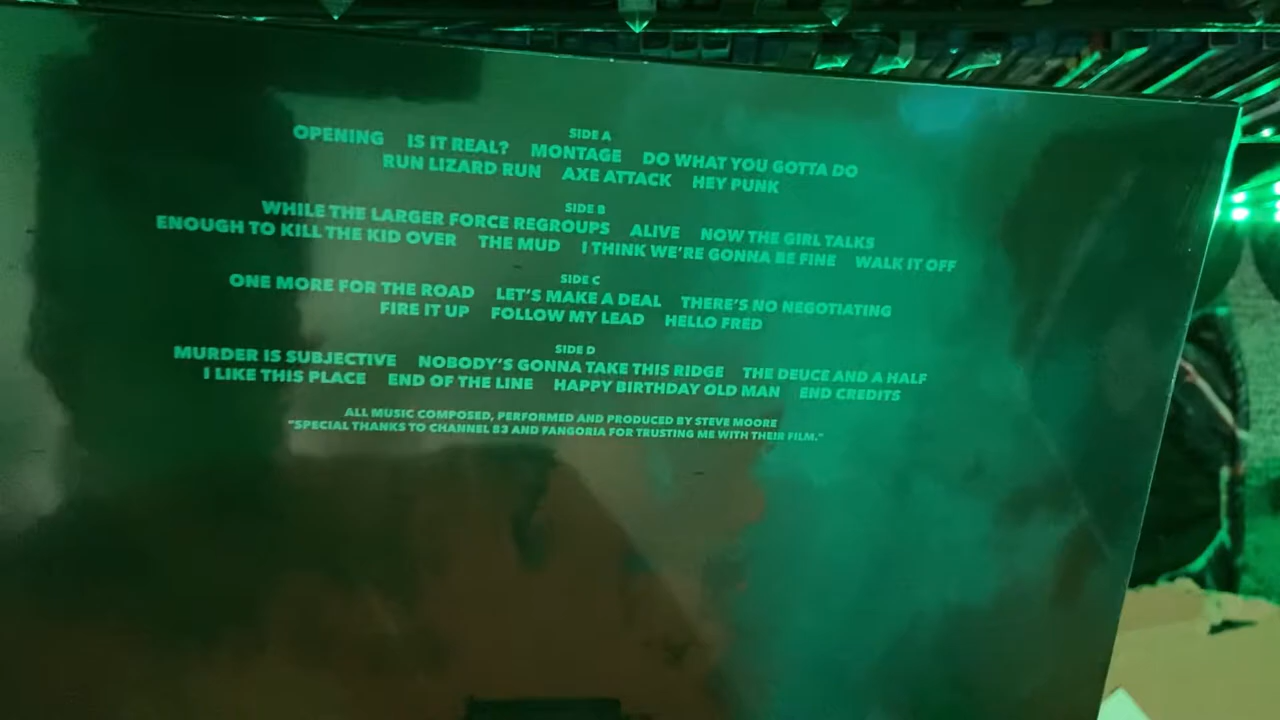 SIDE A
OPENING IS IT REAL? MONTAGE DO WHAT YOU GOTTA DO
RUN LIZARD RUN AXE ATTACK HEY PUNK
SIDE B
WHILE THE LARGER FORCE REGROUPS ALIVE NOW THE GIRL TALKS
ENOUGH TO KILL THE KID OVER THE MUD I THINK WE'RE GONNA BE FINE WALK IT OFF
SIDE C
ONE MORE FOR THE ROAD LET'S MAKE A DEAL THERE'S NO NEGOTIATING
FIRE IT UP FOLLOW MY LEAD HELLO FRED
SIDE D
MURDER IS SUBJECTIVE NOBODY'S GONNA TAKE THIS RIDGE THE DEUCE AND A HALF
I LIKE THIS PLACE END OF THE LINE HAPPY BIRTHDAY OLD MAN END CREDITS
ALL MUSIC COMPOSED, PERFORMED AND PRODUCED BY STEVE MOORE
"SPECIAL THANKS TO CHANNEL 83 AND FANGORIA FOR TRUSTING ME WITH THEIR FILM."